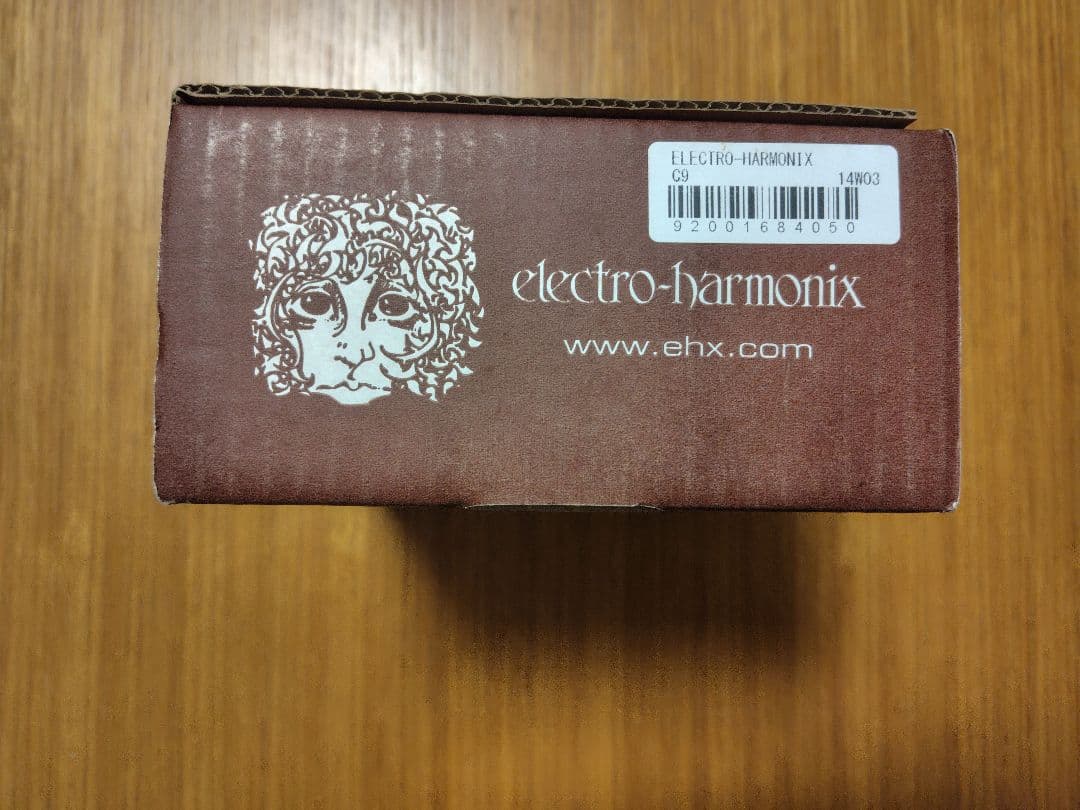 ELECTRO-HARMONIX
C9 14W03
92001684050
electro-harmonix
www.ehx.com